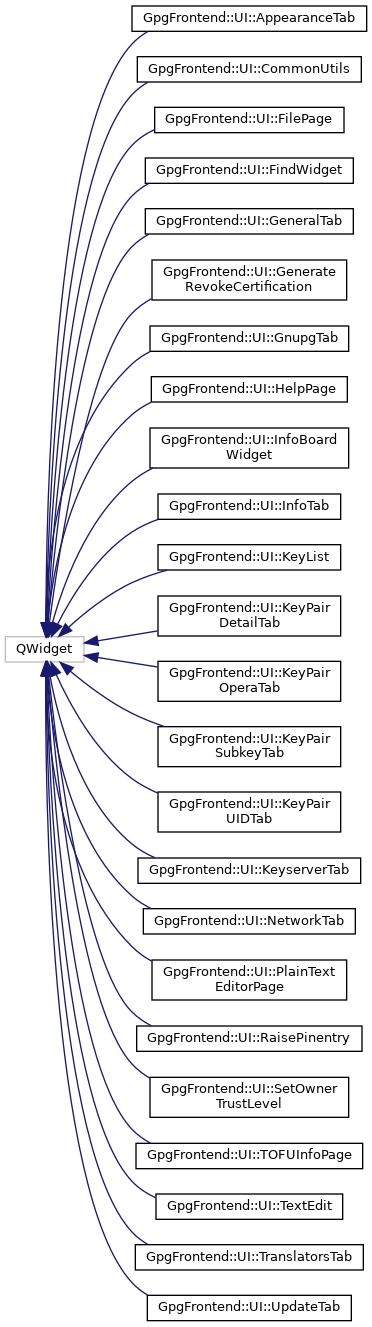 GpgFrontend::UI::AppearanceTab
GpgFrontend::UI::CommonUtils
GpgFrontend::UI::FilePage
GpgFrontend::UI::FindWidget
GpgFrontend::UI::GeneralTab
GpgFrontend::UI::Generate
RevokeCertification
GpgFrontend::UI::GnupgTab
GpgFrontend::UI::HelpPage
GpgFrontend::UI::InfoBoard
Widget
GpgFrontend::UI::InfoTab
GpgFrontend::UI::KeyList
GpgFrontend::UI::KeyPair
DetailTab
QWidget
GpgFrontend::UI::KeyPair
OperaTab
GpgFrontend::UI::KeyPair
SubkeyTab
GpgFrontend::UI::KeyPair
UIDTab
GpgFrontend::UI::KeyserverTab
GpgFrontend::UI::NetworkTab
GpgFrontend::UI::PlainText
EditorPage
GpgFrontend::UI::RaisePinentry
GpgFrontend::UI::SetOwner
TrustLevel
GpgFrontend::UI::TOFUInfoPage
GpgFrontend::UI::TextEdit
GpgFrontend::UI::TranslatorsTab
GpgFrontend::UI::UpdateTab